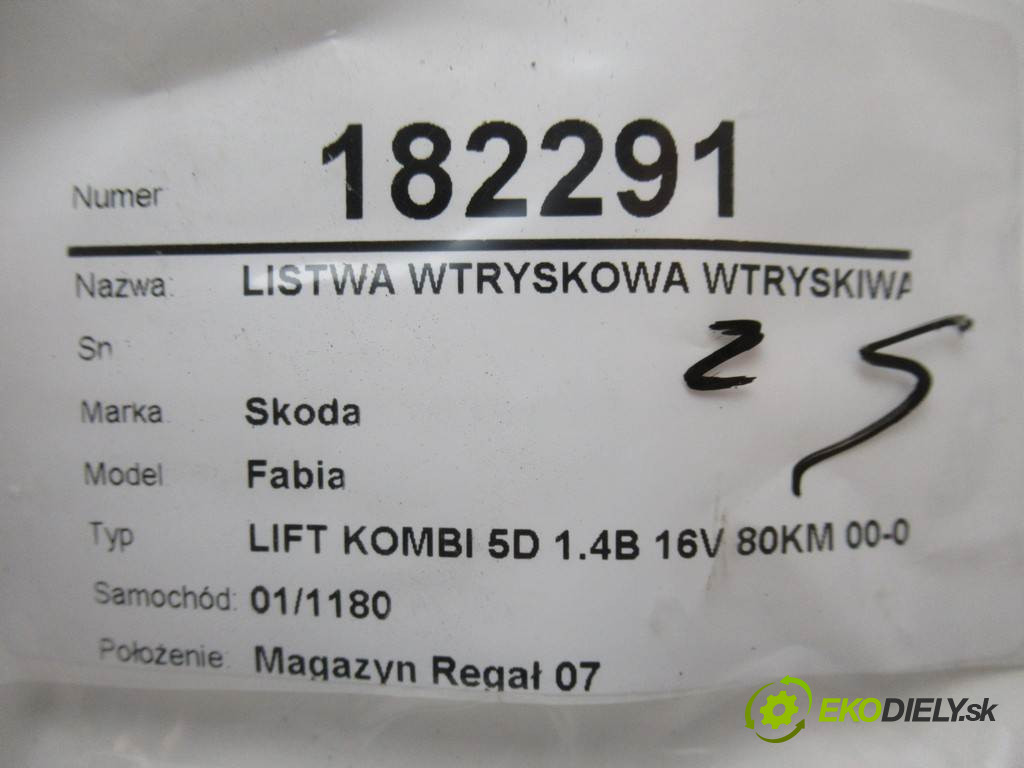 Numer 182291
Nazwa: LISTWA WTRYSKOWA WTRYSKIWA
Sn
2 5
Marka Skoda
Model Fabia
Typ LIFT KOMBI 5D 1.4B 16V 80KM 00-0
Samochód: 01/1180
Położenie: Magazyn Regał 07
EKODIELY.sk